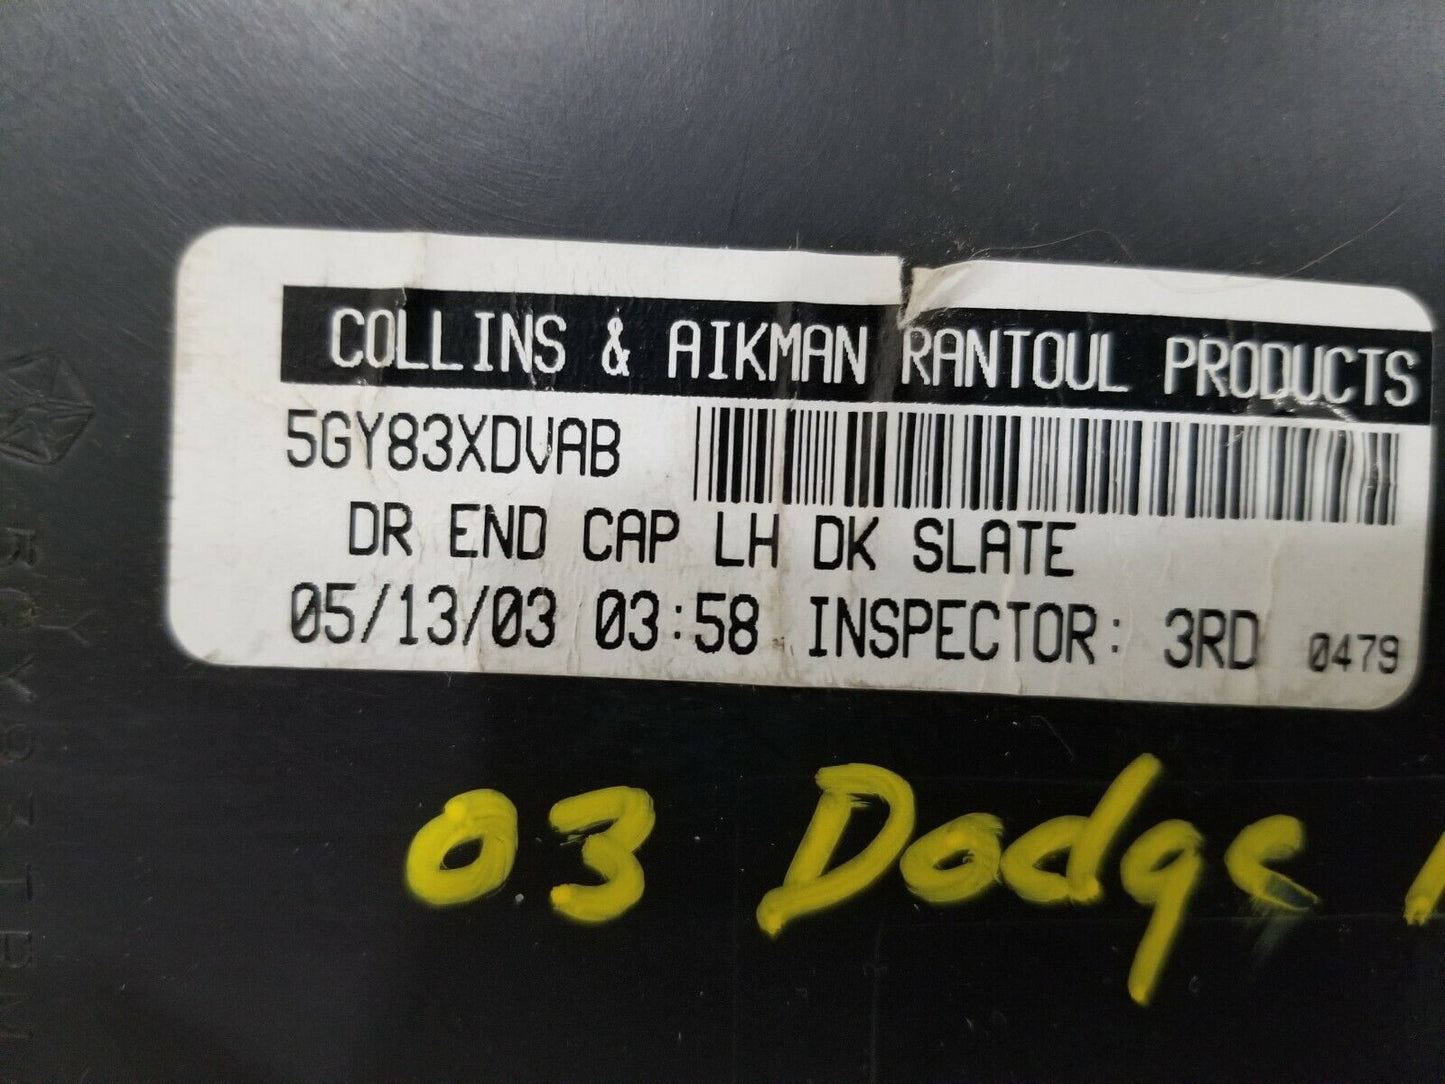 COLLINS & AIKMAN RANTOUL PRODUCTS
5GY83XDVAB
DR END CAP LH DK SLATE
05/13/03 03:58 INSPECTOR: 3RD 0479
03 Dodge